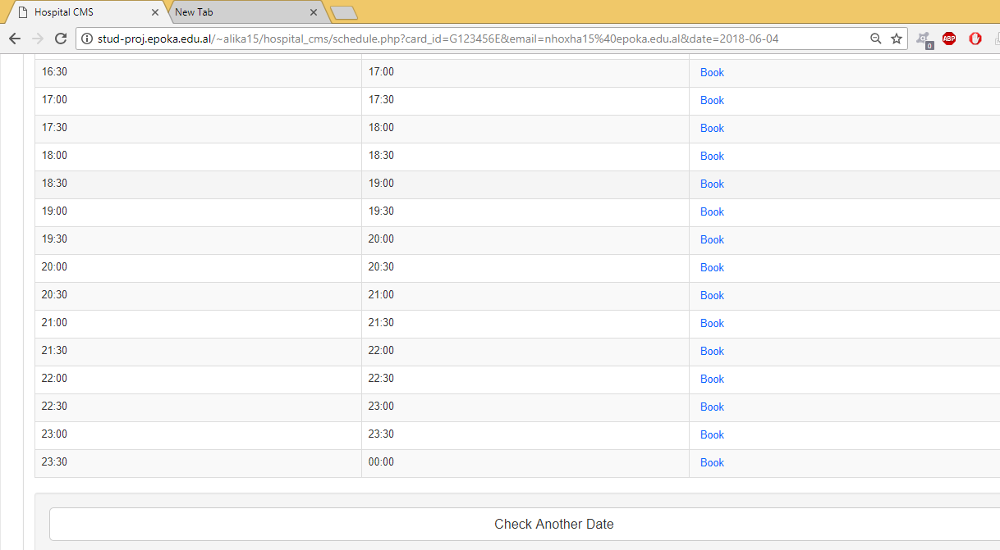 Hospital CMS New Tab
stud-proj.epoka.edu.al/~alika15/hospital_cms/schedule.php?card_id=G123456E&email=nhoxha15%40epoka.edu.al&date=2018-06-04 0 ABP
16:30 17:00 Book
17:00 17:30 Book
17:30 18:00 Book
18:00 18:30 Book
18:30 19:00 Book
19:00 19:30 Book
19:30 20:00 Book
20:00 20:30 Book
20:30 21:00 Book
21:00 21:30 Book
21:30 22:00 Book
22:00 22:30 Book
22:30 23:00 Book
23:00 23:30 Book
23:30 00:00 Book
Check Another Date